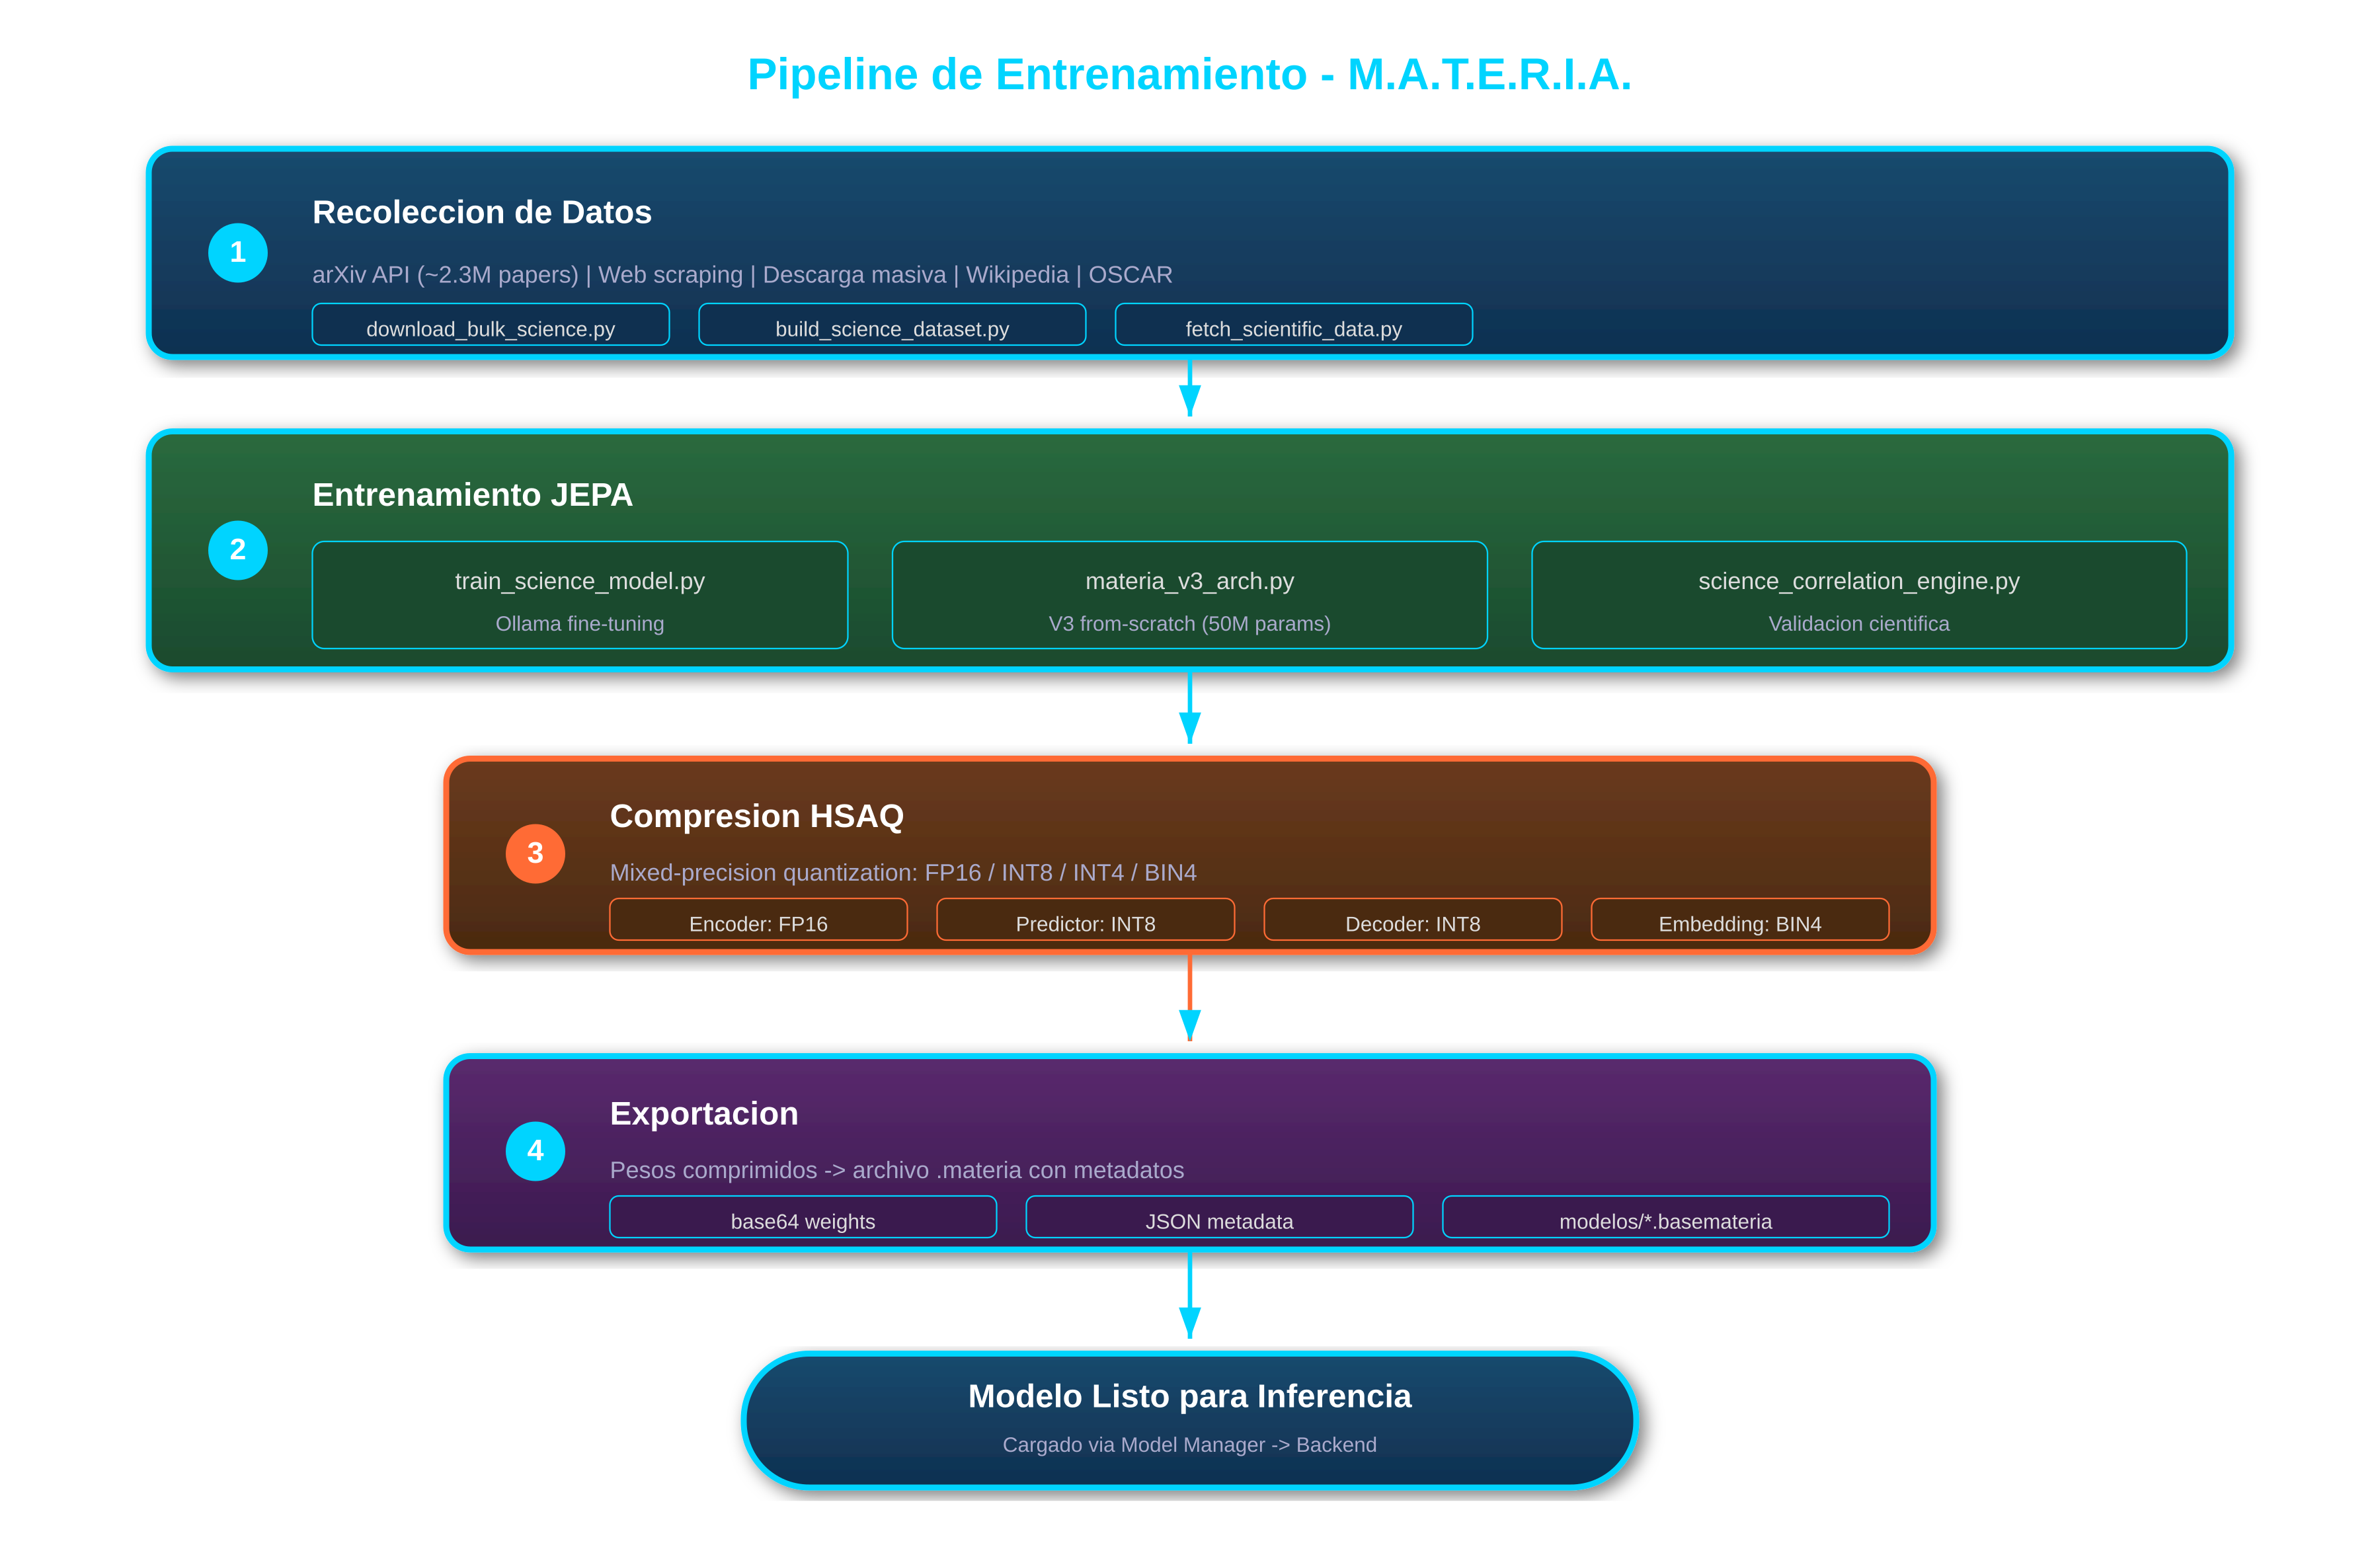 Pipeline de Entrenamiento - M.A.T.E.R.I.A.
1
Recoleccion de Datos
arXiv API (~2.3M papers) | Web scraping | Descarga masiva | Wikipedia | OSCAR
download_bulk_science.py
build_science_dataset.py
fetch_scientific_data.py
2
Entrenamiento JEPA
train_science_model.py
Ollama fine-tuning
materia_v3_arch.py
V3 from-scratch (50M params)
science_correlation_engine.py
Validacion cientifica
3
Compresion HSAQ
Mixed-precision quantization: FP16 / INT8 / INT4 / BIN4
Encoder: FP16
Predictor: INT8
Decoder: INT8
Embedding: BIN4
4
Exportacion
Pesos comprimidos -> archivo .materia con metadatos
base64 weights
JSON metadata
modelos/*.basemateria
Modelo Listo para Inferencia
Cargado via Model Manager -> Backend